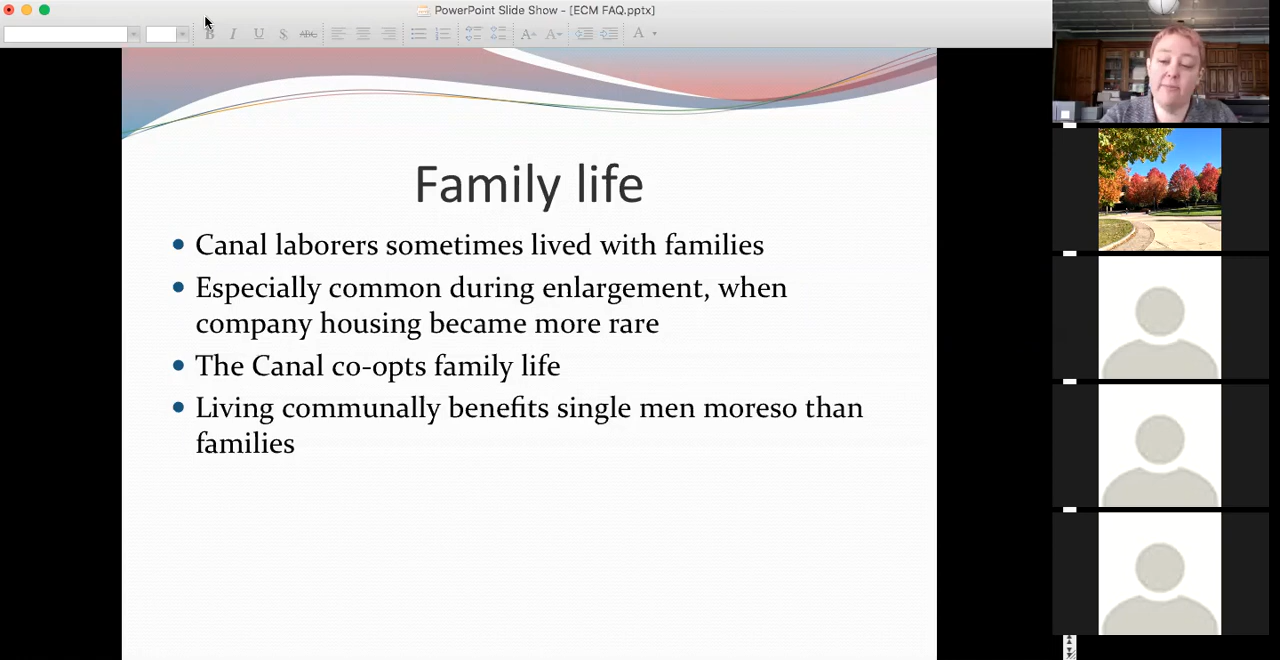 PowerPoint Slide Show - [ECM FAQ.pptx]
B I U S ABC A A A
Family life
• Canal laborers sometimes lived with families
• Especially common during enlargement, when
company housing became more rare
• The Canal co-opts family life
• Living communally benefits single men moreso than
families